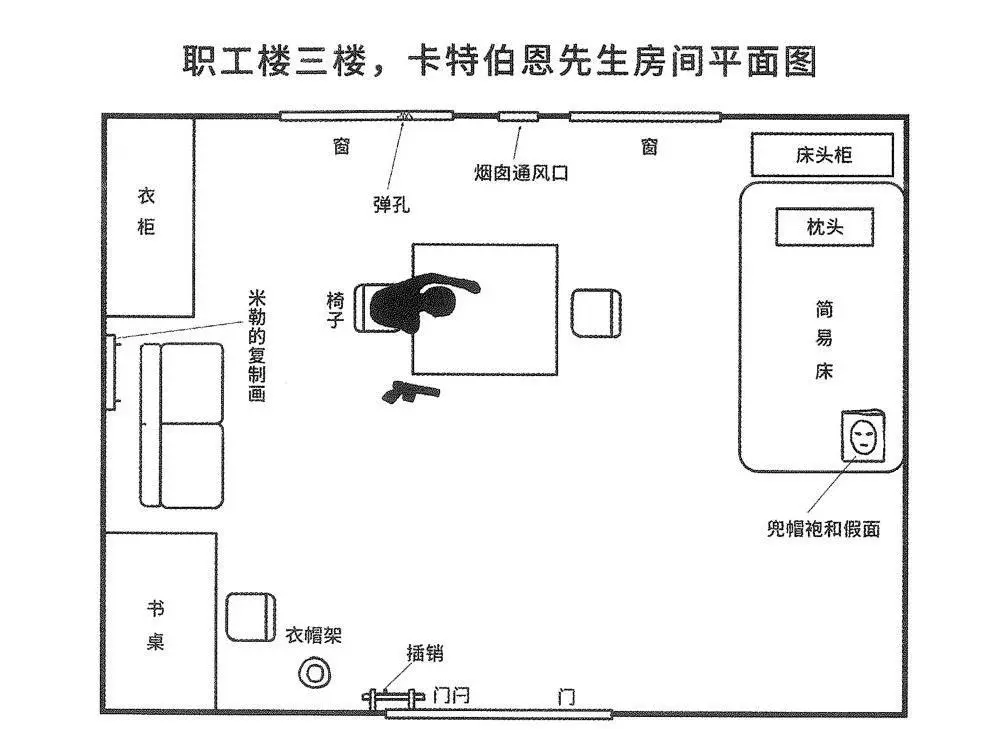 职工楼三楼，卡特伯恩先生房间平面图
窗
弹孔
烟囱通风口
窗
床头柜
衣柜
枕头
米勒的复制画
椅子
简易床
兜帽袍和假面
书桌
衣帽架
插销
门闩
门